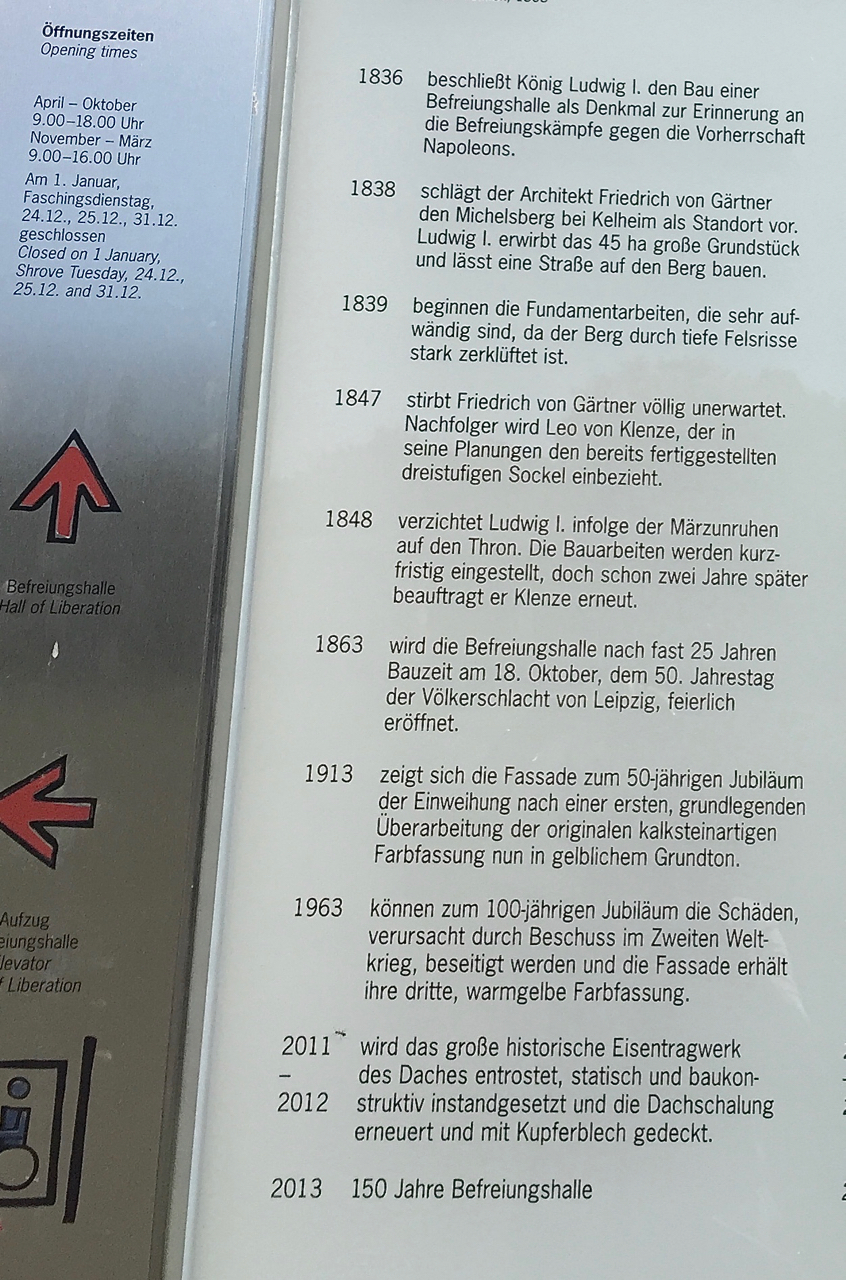 Öffnungszeiten
Opening times
April – Oktober
9.00–18.00 Uhr
November – März
9.00–16.00 Uhr
Am 1. Januar,
Faschingsdienstag,
24.12., 25.12., 31.12.
geschlossen
Closed on 1 January,
Shrove Tuesday, 24.12.,
25.12. and 31.12.
Befreiungshalle
Hall of Liberation
Aufzug
eiungshalle
levator
f Liberation
1836 beschließt König Ludwig I. den Bau einer
Befreiungshalle als Denkmal zur Erinnerung an
die Befreiungskämpfe gegen die Vorherrschaft
Napoleons.
1838 schlägt der Architekt Friedrich von Gärtner
den Michelsberg bei Kelheim als Standort vor.
Ludwig I. erwirbt das 45 ha große Grundstück
und lässt eine Straße auf den Berg bauen.
1839 beginnen die Fundamentarbeiten, die sehr auf-
wändig sind, da der Berg durch tiefe Felsrisse
stark zerklüftet ist.
1847 stirbt Friedrich von Gärtner völlig unerwartet.
Nachfolger wird Leo von Klenze, der in
seine Planungen den bereits fertiggestellten
dreistufigen Sockel einbezieht.
1848 verzichtet Ludwig I. infolge der Märzunruhen
auf den Thron. Die Bauarbeiten werden kurz-
fristig eingestellt, doch schon zwei Jahre später
beauftragt er Klenze erneut.
1863 wird die Befreiungshalle nach fast 25 Jahren
Bauzeit am 18. Oktober, dem 50. Jahrestag
der Völkerschlacht von Leipzig, feierlich
eröffnet.
1913 zeigt sich die Fassade zum 50-jährigen Jubiläum
der Einweihung nach einer ersten, grundlegenden
Überarbeitung der originalen kalksteinartigen
Farbfassung nun in gelblichem Grundton.
1963 können zum 100-jährigen Jubiläum die Schäden,
verursacht durch Beschuss im Zweiten Welt-
krieg, beseitigt werden und die Fassade erhält
ihre dritte, warmgelbe Farbfassung.
2011 wird das große historische Eisentragwerk
– des Daches entrostet, statisch und baukon-
2012 struktiv instandgesetzt und die Dachschalung
erneuert und mit Kupferblech gedeckt.
2013 150 Jahre Befreiungshalle